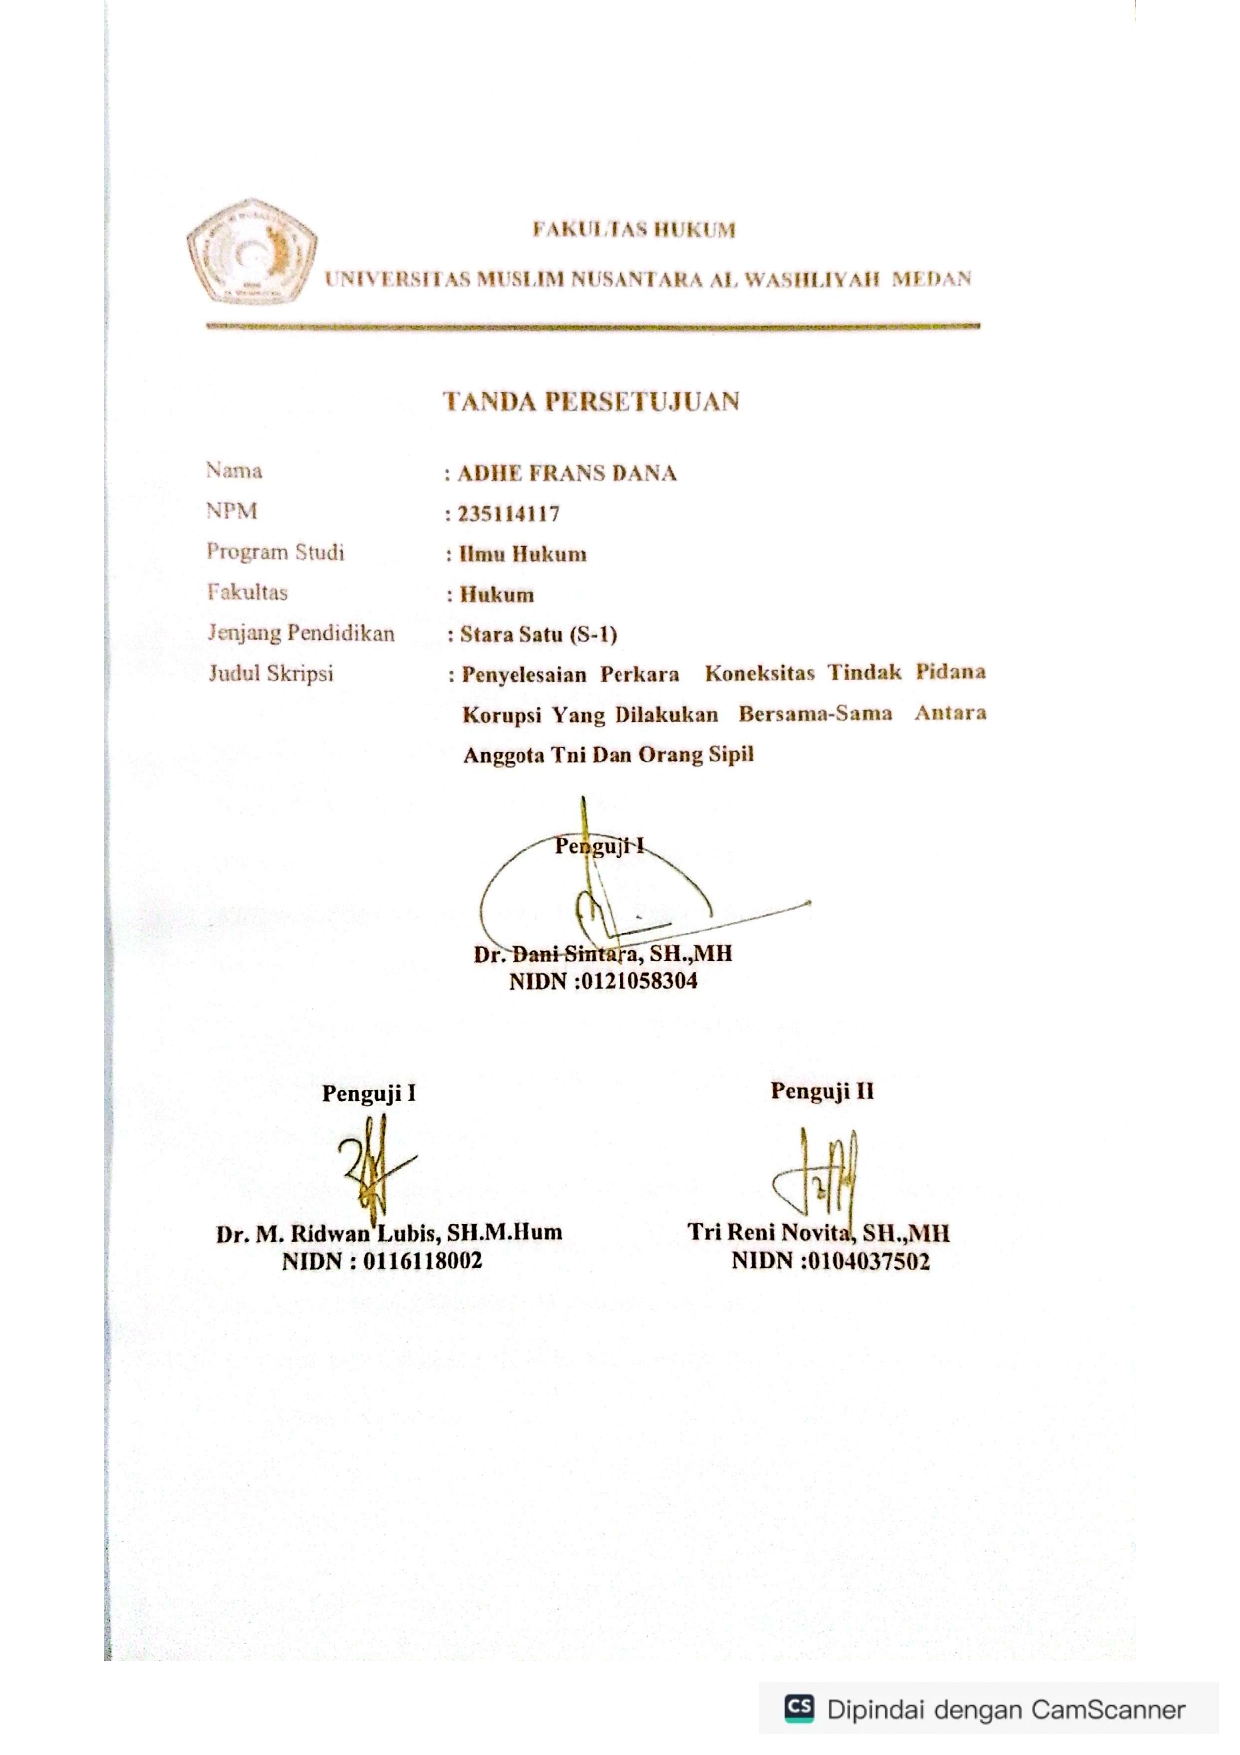 FAKULTAS HUKUM
UNIVERSITAS MUSLIM NUSANTARA AL WASHLIYAH MEDAN
TANDA PERSETUJUAN
Nama : ADHE FRANS DANA
NPM : 235114117
Program Studi : Ilmu Hukum
Fakultas : Hukum
Jenjang Pendidikan : Stara Satu (S-1)
Judul Skripsi : Penyelesaian Perkara Koneksitas Tindak Pidana
Korupsi Yang Dilakukan Bersama-Sama Antara
Anggota Tni Dan Orang Sipil
Penguji I
Dr. Dani Sintara, SH.,MH
NIDN :0121058304
Penguji I
Dr. M. Ridwan Lubis, SH.M.Hum
NIDN : 0116118002
Penguji II
Tri Reni Novita, SH.,MH
NIDN :0104037502
CS Dipindai dengan CamScanner